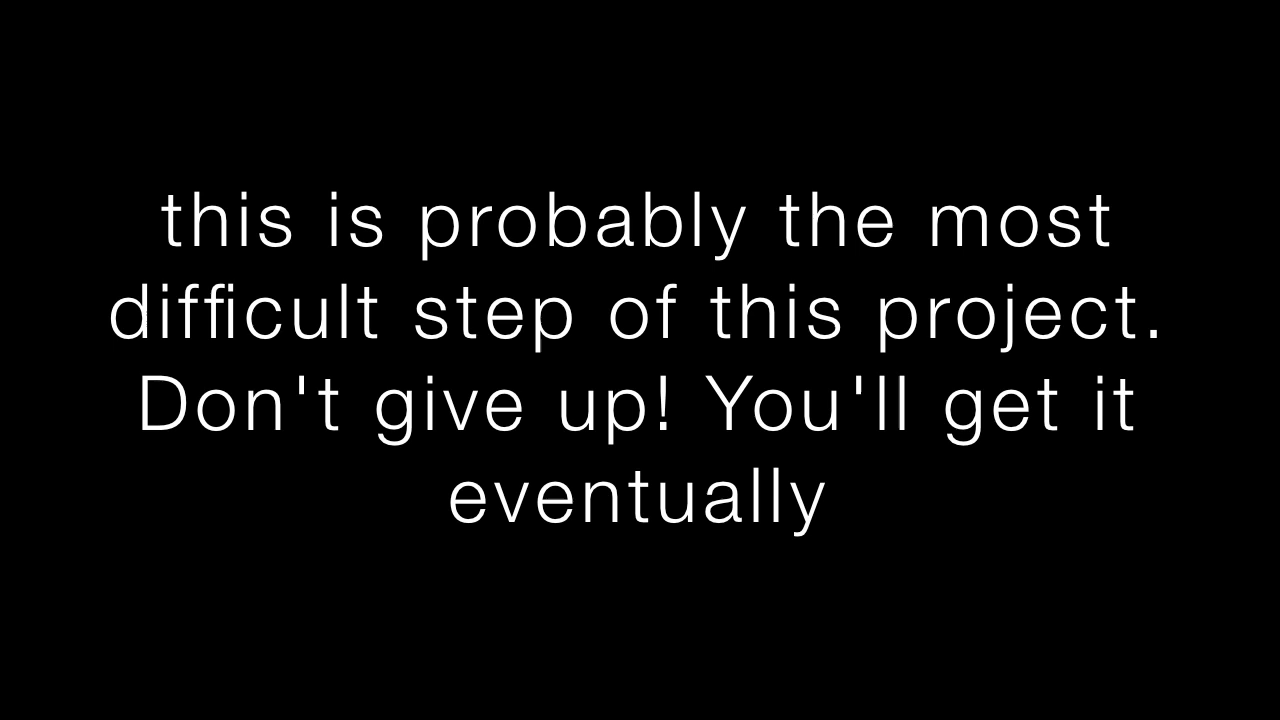 this is probably the most
difficult step of this project.
Don't give up! You'll get it
eventually